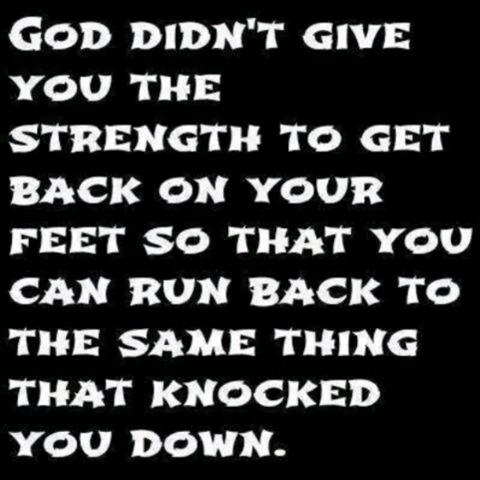 GOD DIDN'T GIVE
YOU THE
STRENGTH TO GET
BACK ON YOUR
FEET SO THAT YOU
CAN RUN BACK TO
THE SAME THING
THAT KNOCKED
YOU DOWN.